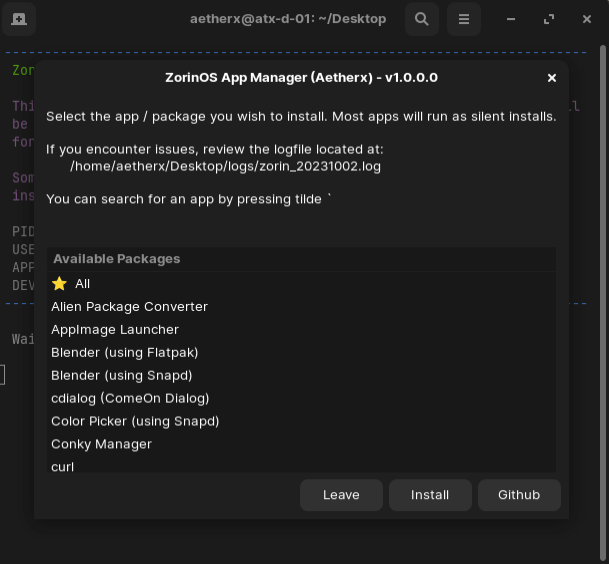 aetherx@atx-d-01: ~/Desktop
Zor
ZorinOS App Manager (Aetherx) - v1.0.0.0
Thi
ll
be
for
Select the app / package you wish to install. Most apps will run as silent installs.
If you encounter issues, review the logfile located at:
/home/aetherx/Desktop/logs/zorin_20231002.log
Som
ins
You can search for an app by pressing tilde `
PID
USE
APP
DEV
Available Packages
⭐ All
Alien Package Converter
AppImage Launcher
Wai
Blender (using Flatpak)
Blender (using Snapd)
cdialog (ComeOn Dialog)
Color Picker (using Snapd)
Conky Manager
curl
Leave
Install
Github